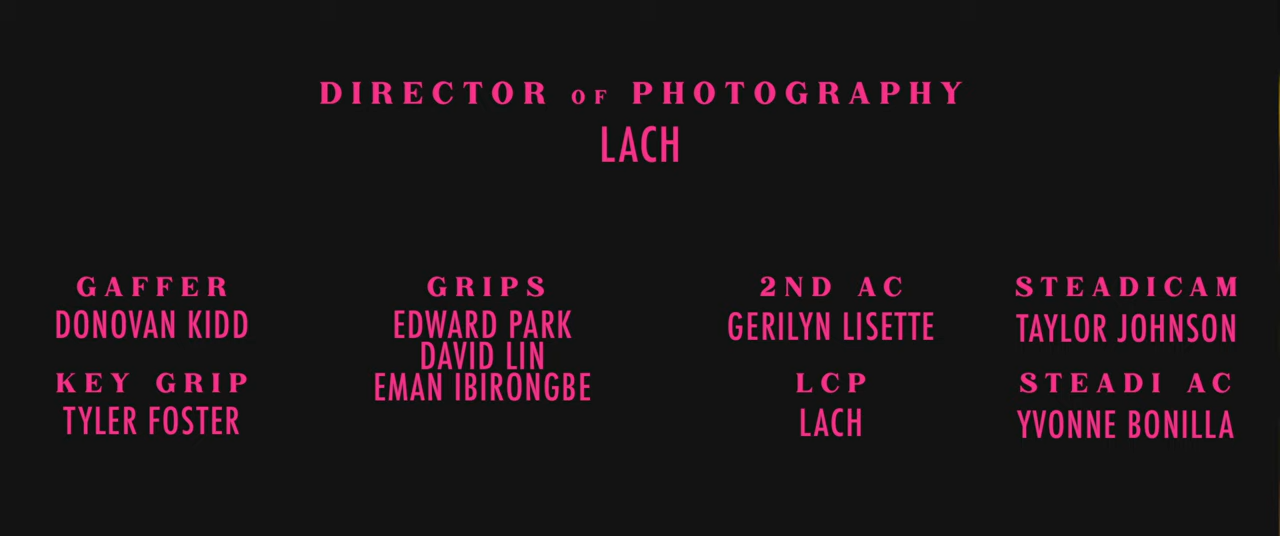 DIRECTOR OF PHOTOGRAPHY
LACH
GAFFER
DONOVAN KIDD
KEY GRIP
TYLER FOSTER
GRIPS
EDWARD PARK
DAVID LIN
EMAN IBIRONGBE
2ND AC
GERILYN LISETTE
LCP
LACH
STEADICAM
TAYLOR JOHNSON
STEADI AC
YVONNE BONILLA